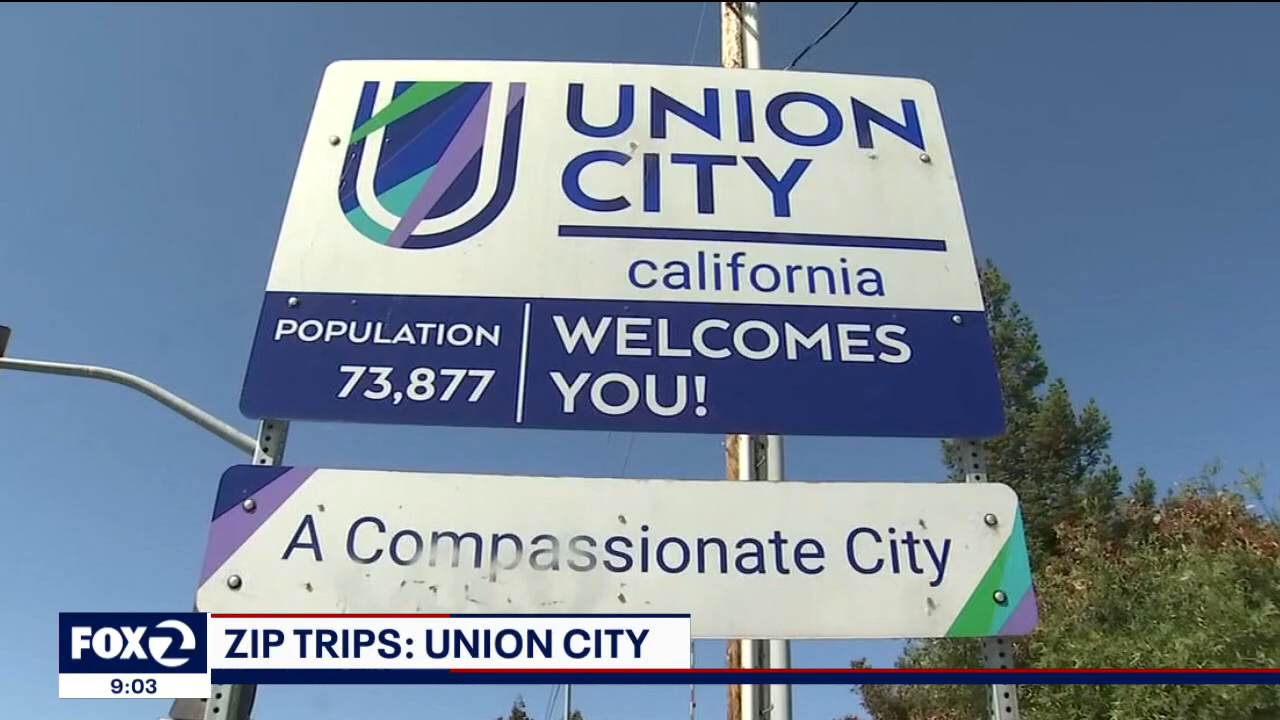 UNION
CITY
california
POPULATION
73,877
WELCOMES
YOU!
A Compassionate City
FOX 2
ZIP TRIPS: UNION CITY
9:03